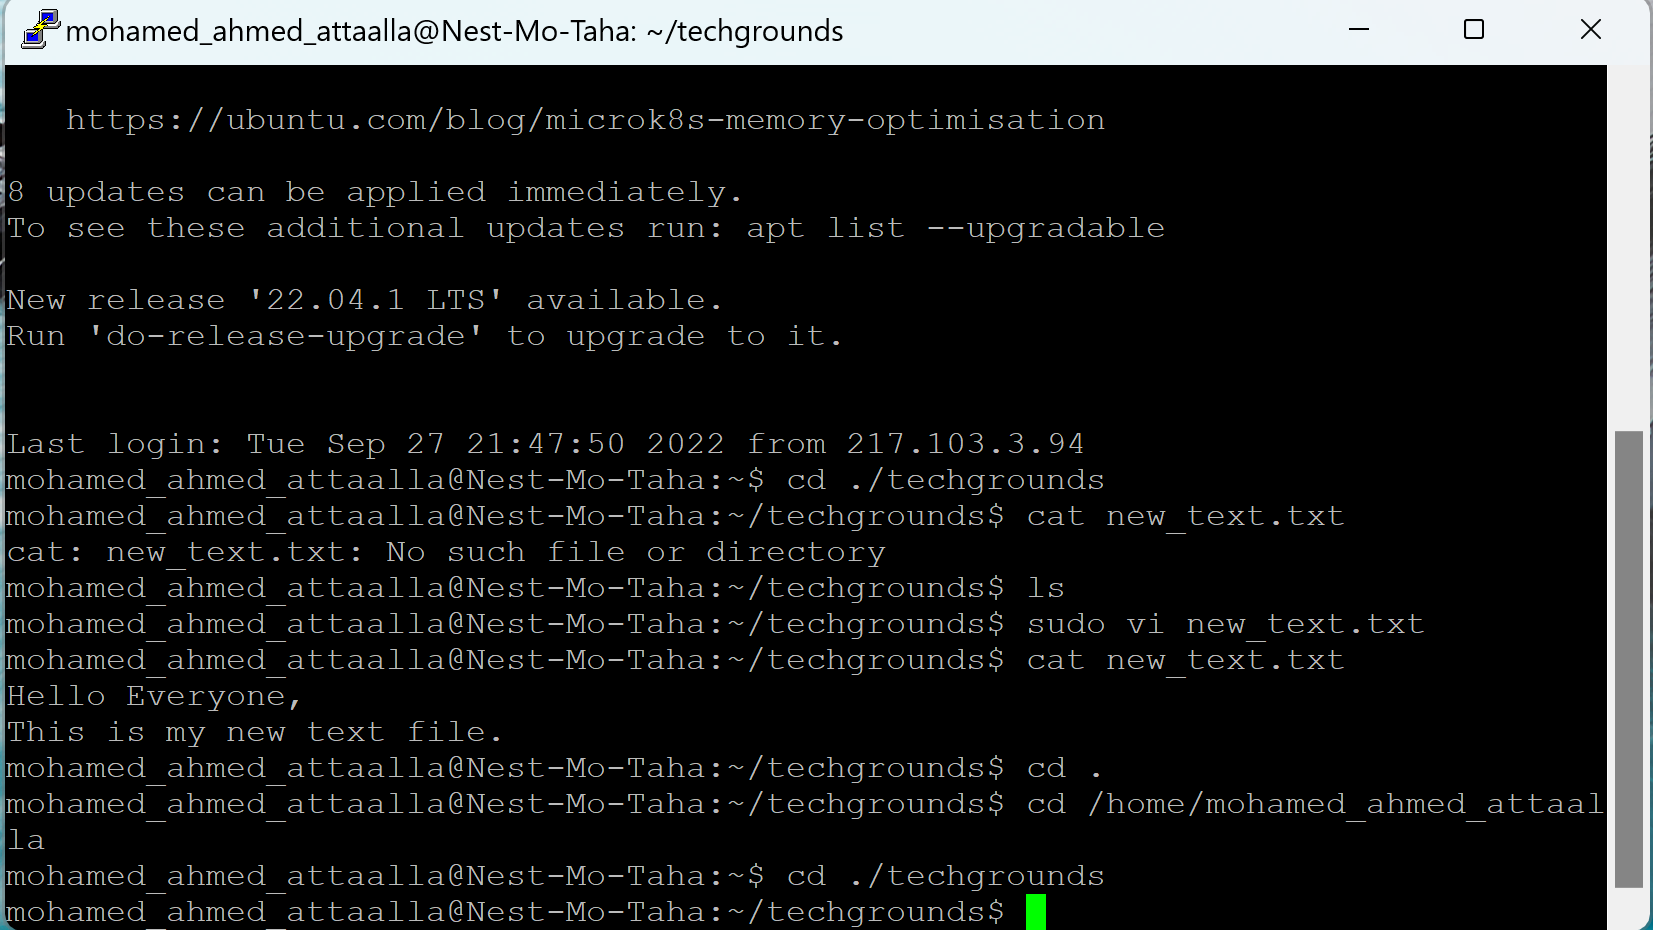 mohamed_ahmed_attaalla@Nest-Mo-Taha: ~/techgrounds
https://ubuntu.com/blog/microk8s-memory-optimisation
8 updates can be applied immediately.
To see these additional updates run: apt list --upgradable
New release '22.04.1 LTS' available.
Run 'do-release-upgrade' to upgrade to it.
Last login: Tue Sep 27 21:47:50 2022 from 217.103.3.94
mohamed_ahmed_attaalla@Nest-Mo-Taha:~$ cd ./techgrounds
mohamed_ahmed_attaalla@Nest-Mo-Taha:~/techgrounds$ cat new_text.txt
cat: new_text.txt: No such file or directory
mohamed_ahmed_attaalla@Nest-Mo-Taha:~/techgrounds$ ls
mohamed_ahmed_attaalla@Nest-Mo-Taha:~/techgrounds$ sudo vi new_text.txt
mohamed_ahmed_attaalla@Nest-Mo-Taha:~/techgrounds$ cat new_text.txt
Hello Everyone,
This is my new text file.
mohamed_ahmed_attaalla@Nest-Mo-Taha:~/techgrounds$ cd .
mohamed_ahmed_attaalla@Nest-Mo-Taha:~/techgrounds$ cd /home/mohamed_ahmed_attaal
la
mohamed_ahmed_attaalla@Nest-Mo-Taha:~$ cd ./techgrounds
mohamed_ahmed_attaalla@Nest-Mo-Taha:~/techgrounds$